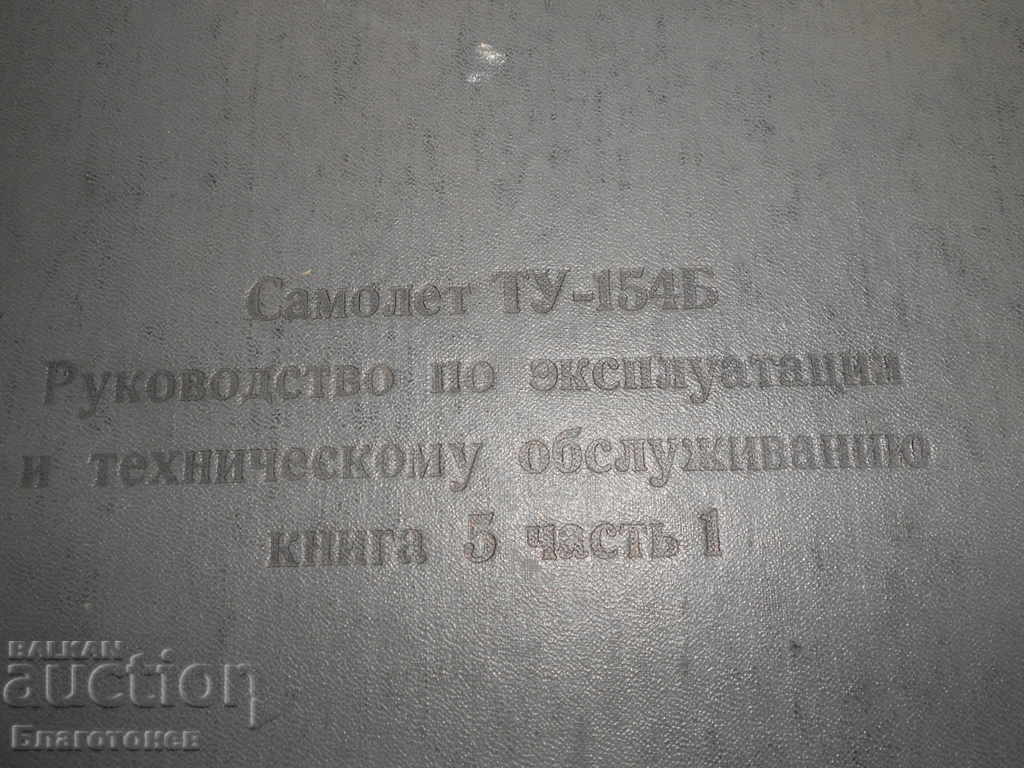 Самолет ТУ-154Б
Руководство по эксплуатации
и техническому обслуживанию
книга 5 часть 1
BALKAN
auction
Благотонев